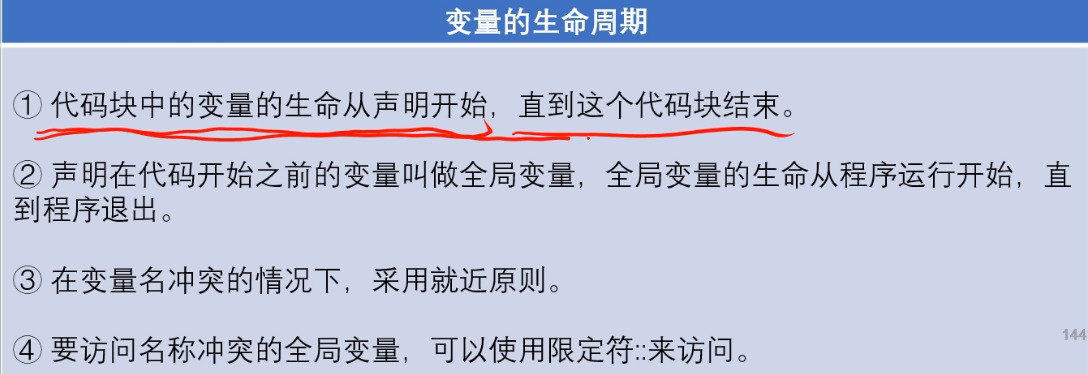 变量的生命周期
① 代码块中的变量的生命从声明开始，直到这个代码块结束。
② 声明在代码开始之前的变量叫做全局变量，全局变量的生命从程序运行开始，直
到程序退出。
③ 在变量名冲突的情况下，采用就近原则。
④ 要访问名称冲突的全局变量，可以使用限定符::来访问。
144